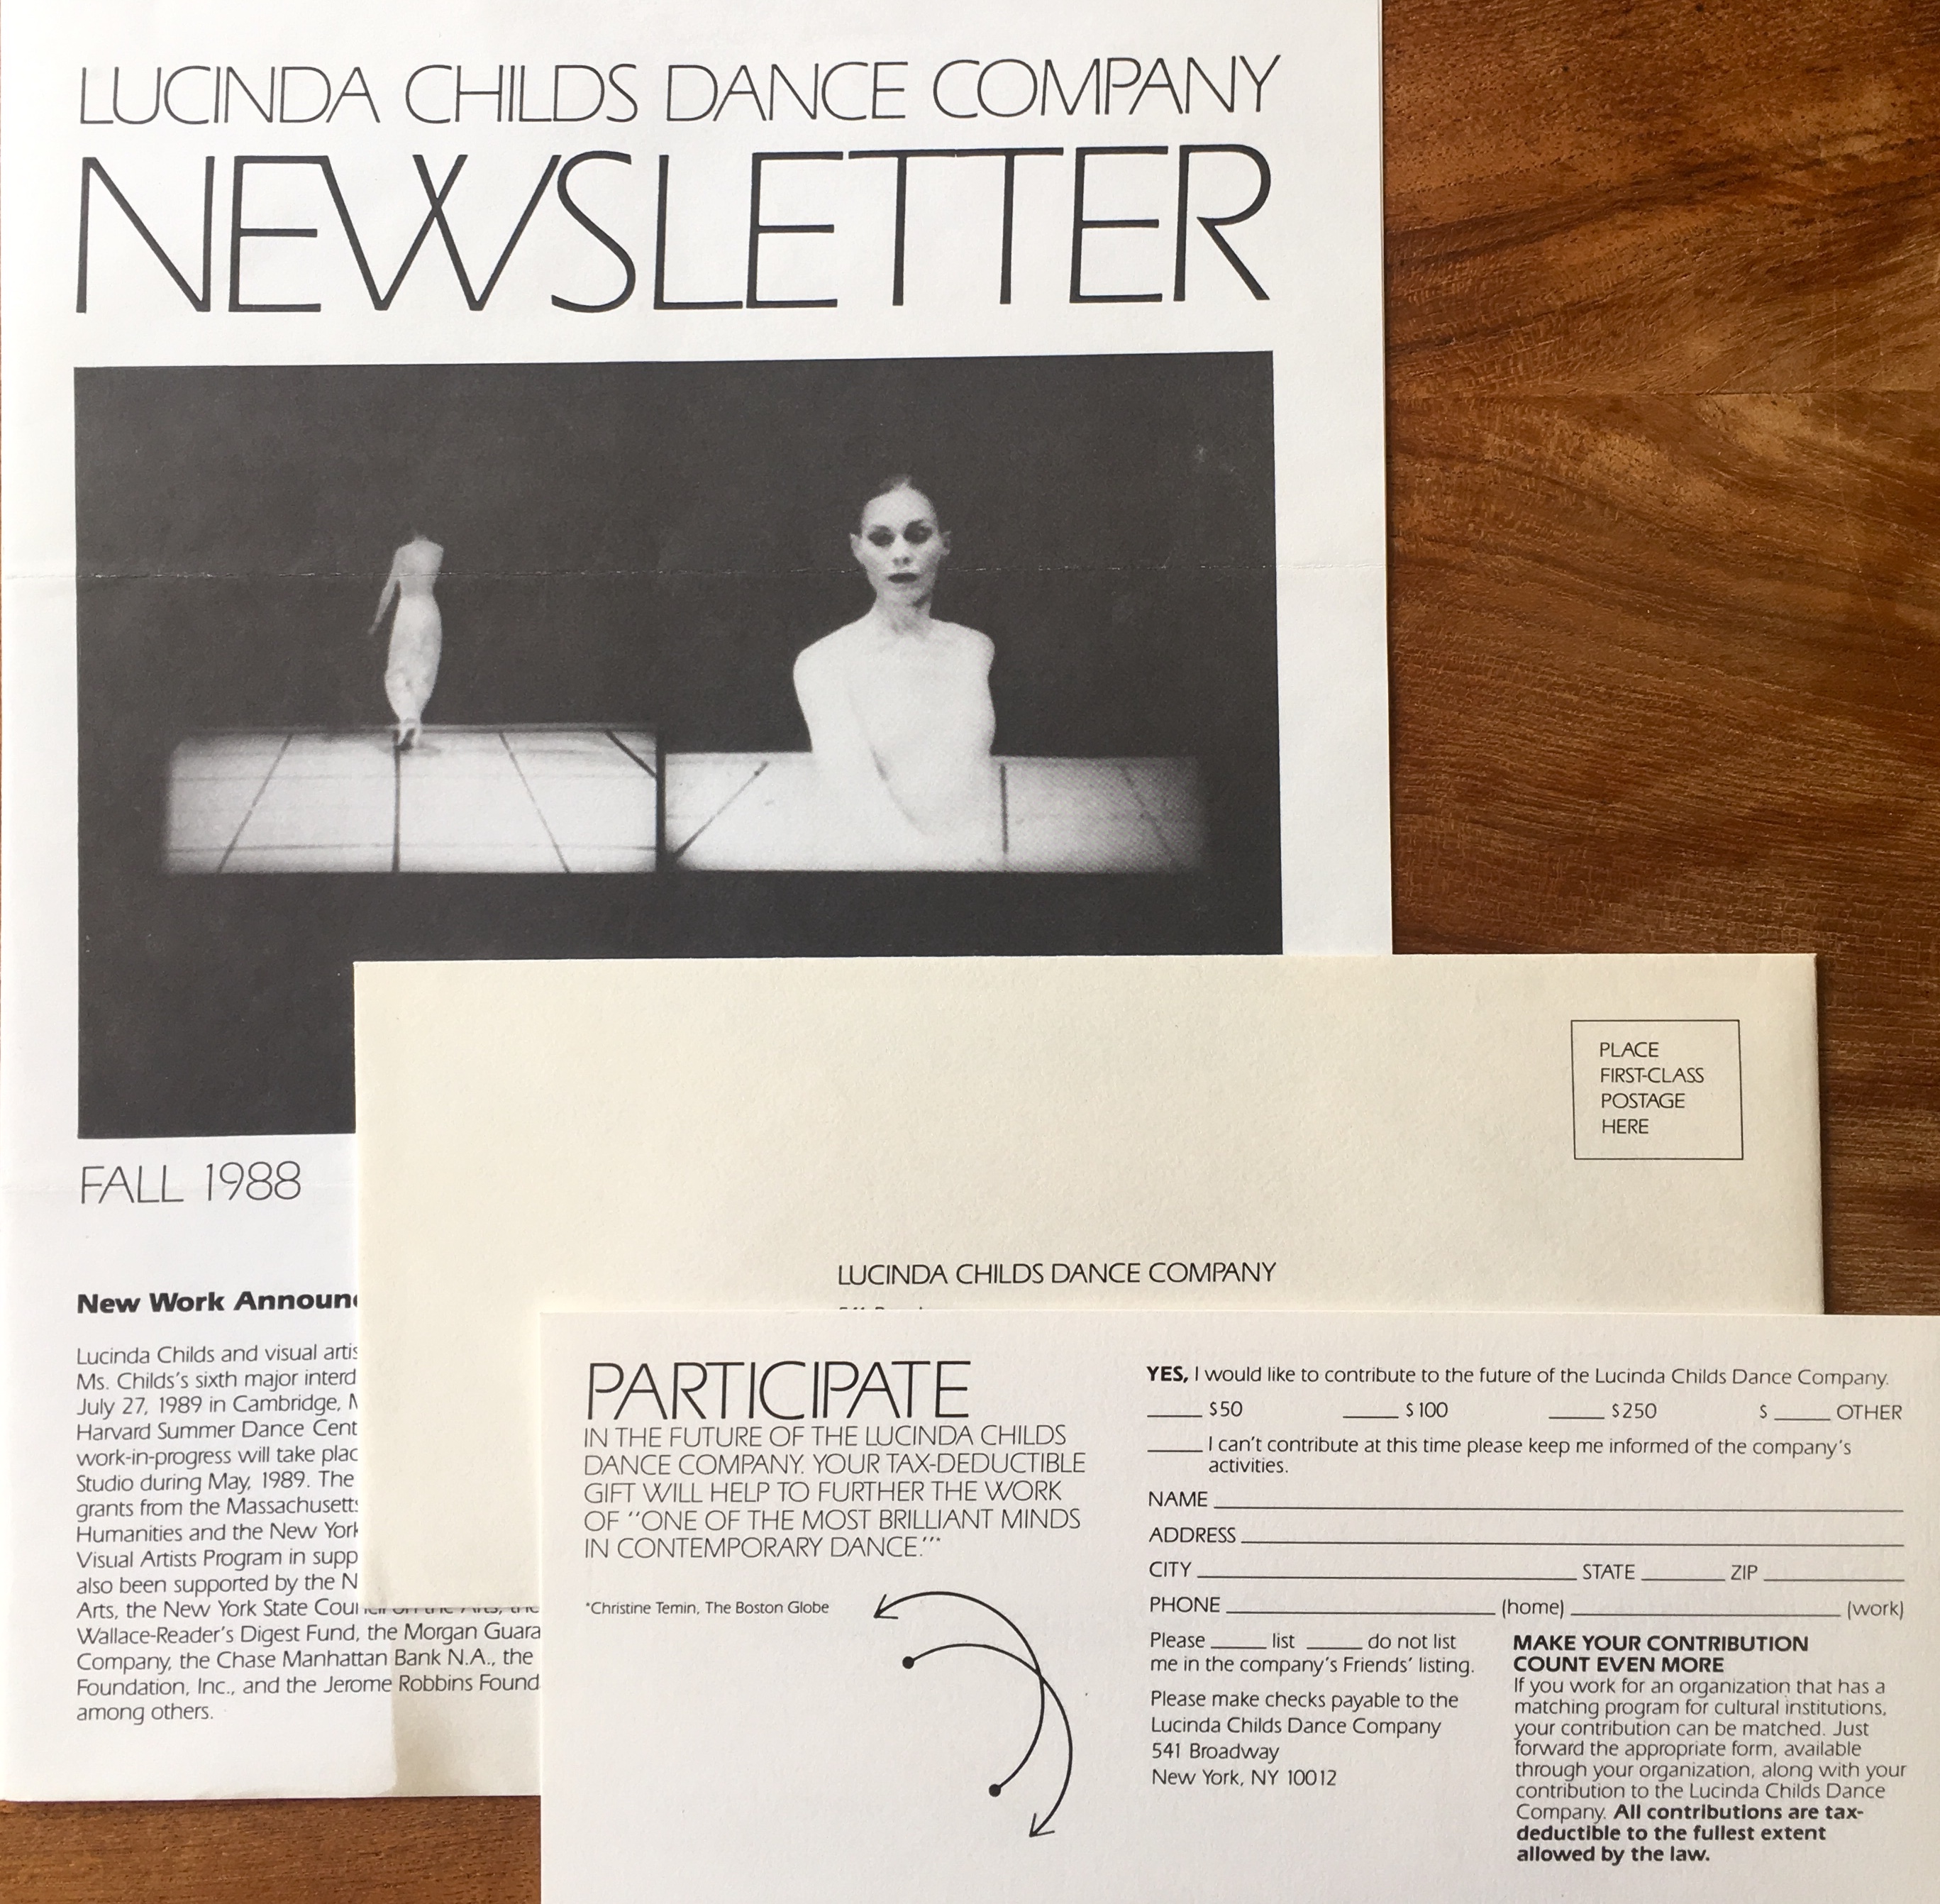 LUCINDA CHILDS DANCE COMPANY
NEWSLETTER
FALL 1988
New Work
Lucinda Childs and visual
Ms. Childs's sixth major
July 27, 1989 in Cambridge,
Harvard Summer Dance
work-in-progress will take
Studio during May, 1989. The
grants from the
Humanities and the New
Visual Artists Program in
also been supported by the
Arts, the New York State
Wallace-Reader's Digest Fund, the Morgan
Company, the Chase Manhattan Bank N.A., the
Foundation, Inc., and the Jerome Robbins
among others.
PLACE
FIRST-CLASS
POSTAGE
HERE
LUCINDA CHILDS DANCE COMPANY
PARTICIPATE
IN THE FUTURE OF THE LUCINDA CHILDS
DANCE COMPANY. YOUR TAX-DEDUCTIBLE
GIFT WILL HELP TO FURTHER THE WORK
OF "ONE OF THE MOST BRILLIANT MINDS
IN CONTEMPORARY DANCE."*
*Christine Temin, The Boston Globe
YES, I would like to contribute to the future of the Lucinda Childs Dance Company.
____ $50 ____ $100 ____ $250 $ ____ OTHER
____ I can't contribute at this time please keep me informed of the company's
activities.
NAME
ADDRESS
CITY STATE ZIP
PHONE (home) (work)
Please ____ list ____ do not list
me in the company's Friends' listing.
Please make checks payable to the
Lucinda Childs Dance Company
541 Broadway
New York, NY 10012
MAKE YOUR CONTRIBUTION
COUNT EVEN MORE
If you work for an organization that has a
matching program for cultural institutions,
your contribution can be matched. Just
forward the appropriate form, available
through your organization, along with your
contribution to the Lucinda Childs Dance
Company. All contributions are tax-
deductible to the fullest extent
allowed by the law.